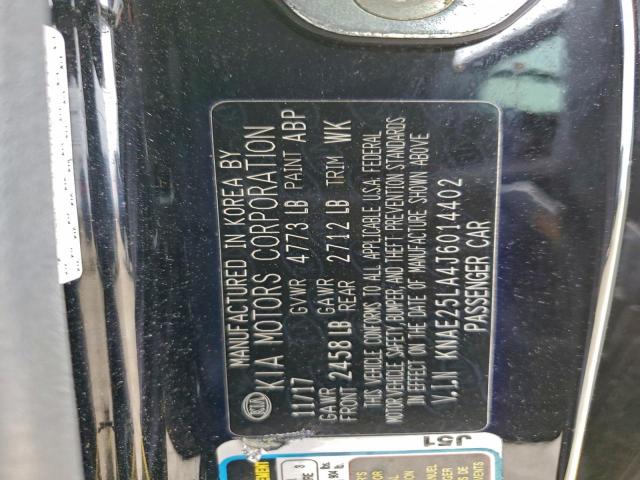 KIA
MANUFACTURED IN KOREA BY
KIA MOTORS CORPORATION
11/17 GVWR 4773 LB PAINT ABP
GAWR GAWR
FRONT 2458 LB REAR 2712 LB TRIM WK
THIS VEHICLE CONFORMS TO ALL APPLICABLE U.S.A. FEDERAL
MOTOR VEHICLE SAFETY, BUMPER, AND THEFT PREVENTION STANDARDS
IN EFFECT ON THE DATE OF MANUFACTURE SHOWN ABOVE
V.I.N KNAE251A4J6014402
PASSENGER CAR
J51